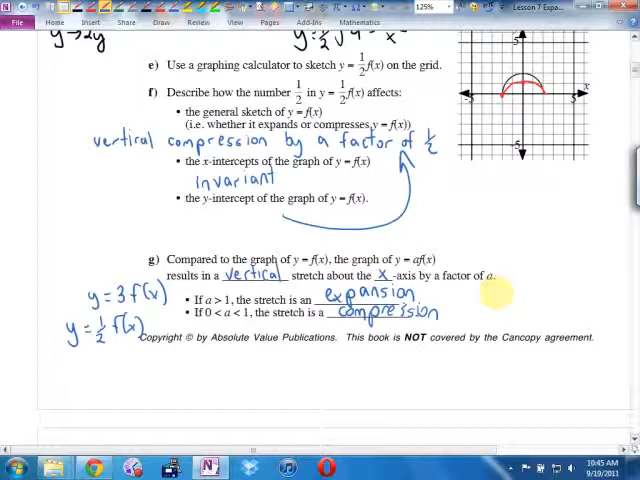 125%
Lesson 7 Expa
File
Home
Insert
Share
Draw
Review
View
Add-Ins
Mathematics
y → 2y
y = 1/2 √4 - x
5
x
-5
5
-5
e) Use a graphing calculator to sketch y = 1/2 f(x) on the grid.
f) Describe how the number 1/2 in y = 1/2 f(x) affects:
• the general sketch of y = f(x)
(i.e. whether it expands or compresses y = f(x))
vertical compression by a factor of 1/2
• the x-intercepts of the graph of y = f(x)
invariant
• the y-intercept of the graph of y = f(x).
g) Compared to the graph of y = f(x), the graph of y = af(x)
results in a vertical stretch about the x -axis by a factor of a.
y = 3 f(x)
• If a > 1, the stretch is an expansion
y = 1/2 f(x)
• If 0 < a < 1, the stretch is a compression
Copyright © by Absolute Value Publications. This book is NOT covered by the Cancopy agreement.
10:45 AM
9/19/2011